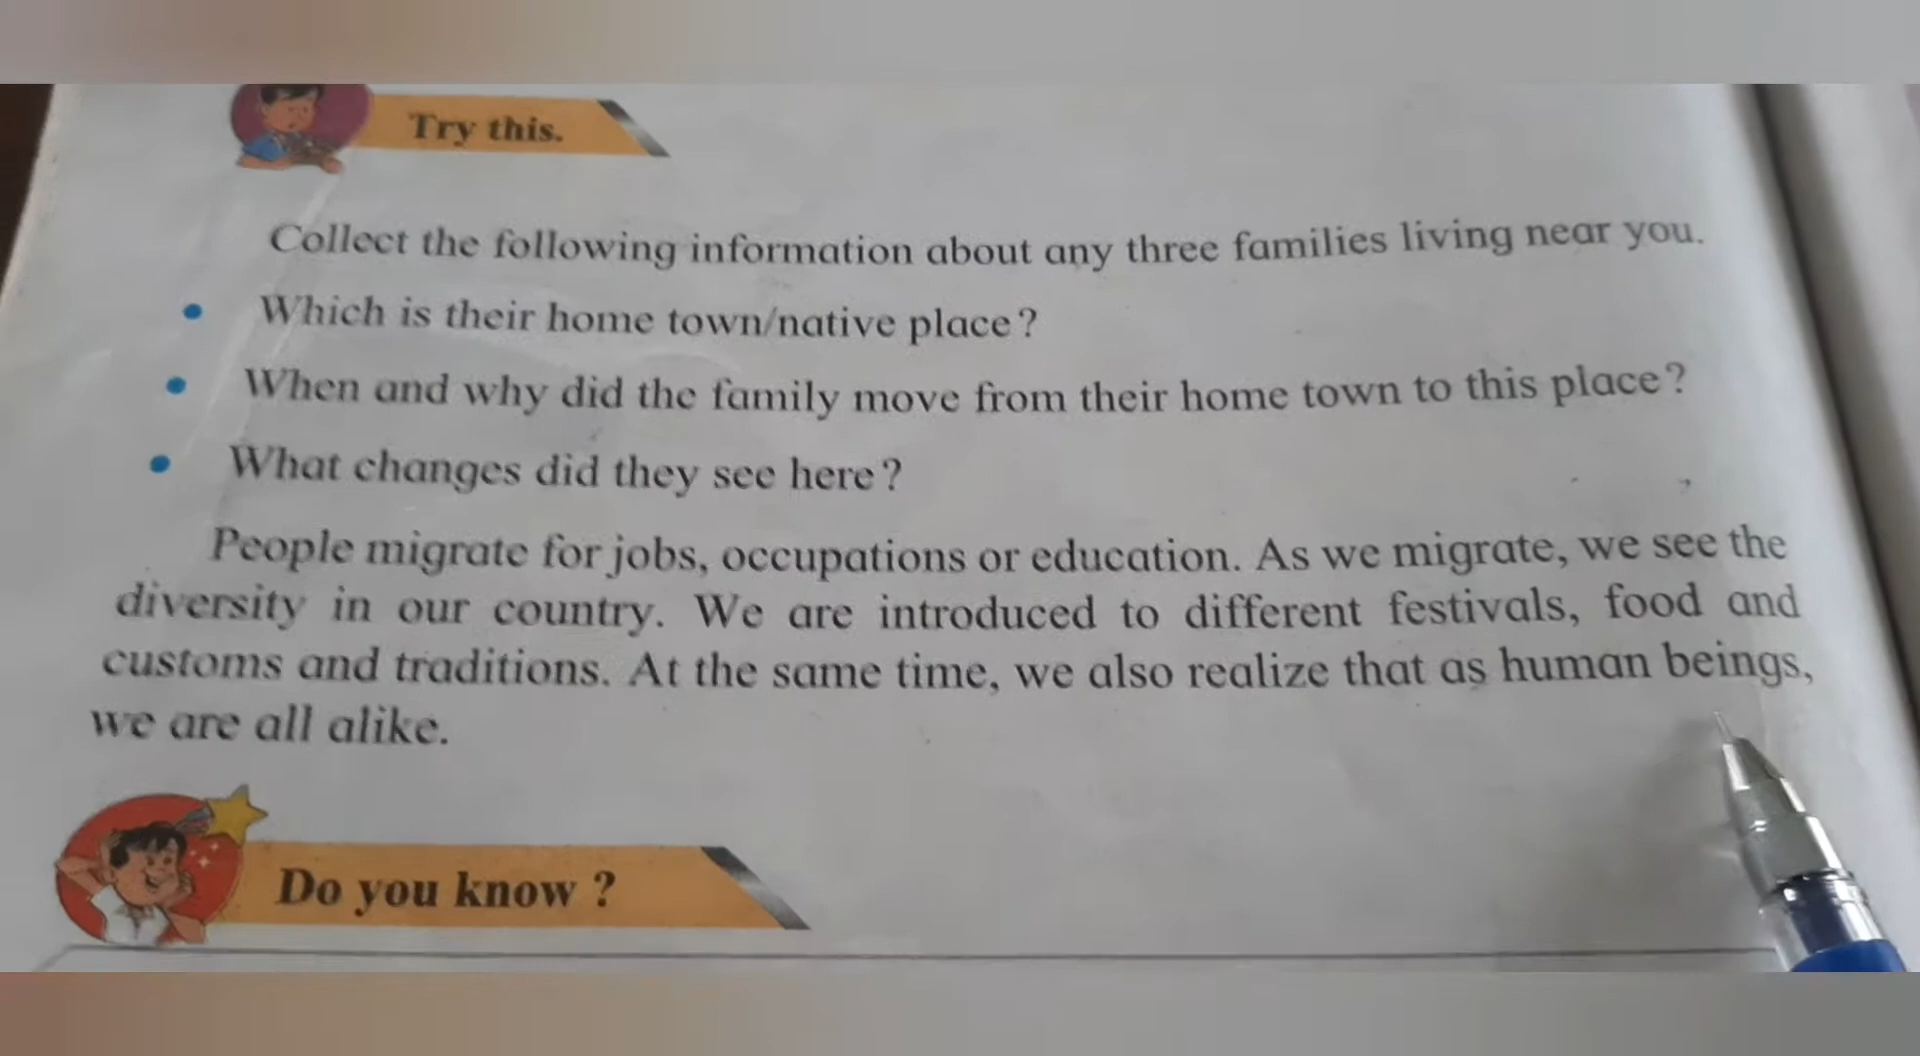 Try this.
Collect the following information about any three families living near you.
• Which is their home town/native place?
• When and why did the family move from their home town to this place?
• What changes did they see here?
People migrate for jobs, occupations or education. As we migrate, we see the
diversity in our country. We are introduced to different festivals, food and
customs and traditions. At the same time, we also realize that as human beings,
we are all alike.
Do you know ?